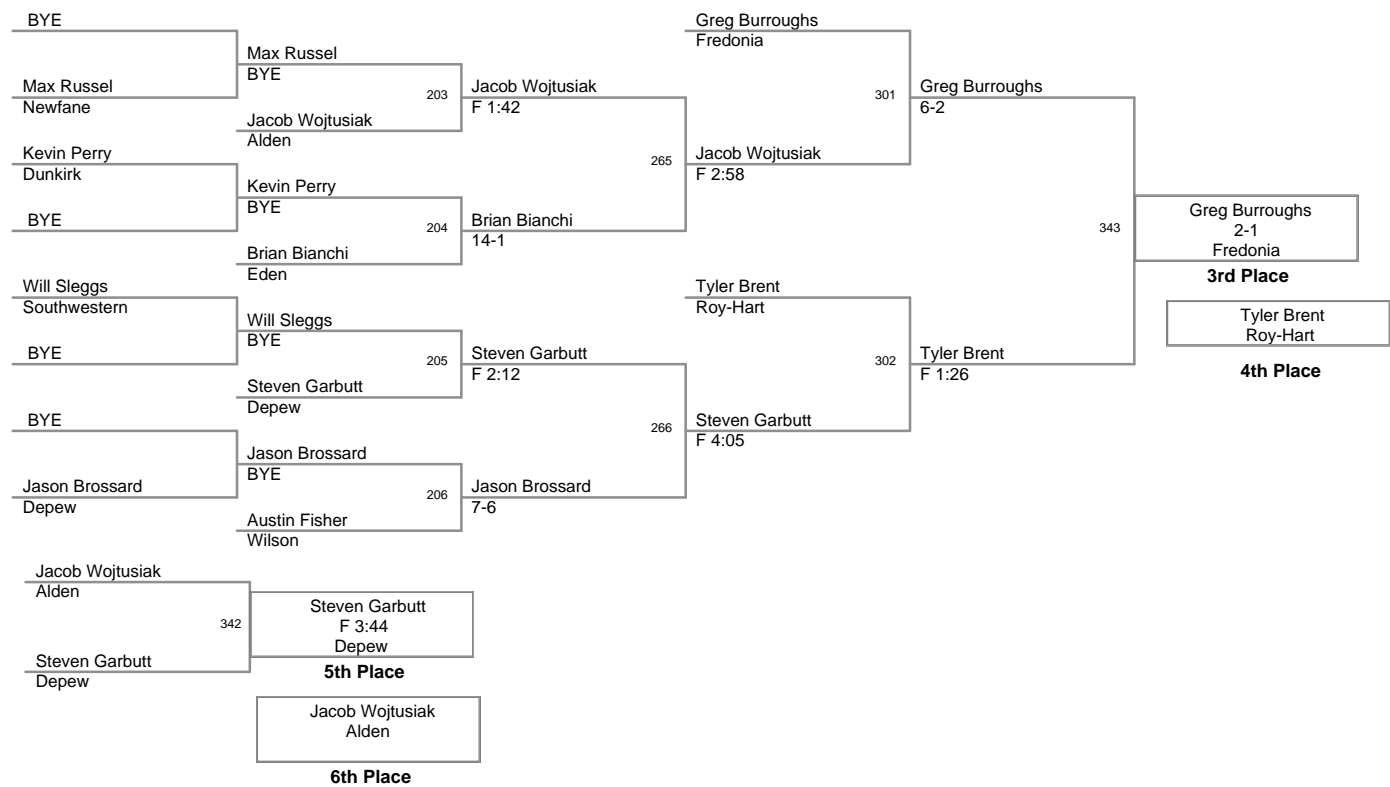 BYE
Max Russel
Newfane
Kevin Perry
Dunkirk
BYE
Will Sleggs
Southwestern
BYE
BYE
Jason Brossard
Depew
Max Russel
BYE
203
Jacob Wojtusiak
Alden
Kevin Perry
BYE
204
Brian Bianchi
Eden
Will Sleggs
BYE
205
Steven Garbutt
Depew
Jason Brossard
BYE
206
Austin Fisher
Wilson
Jacob Wojtusiak
F 1:42
265
Brian Bianchi
14-1
Steven Garbutt
F 2:12
266
Jason Brossard
7-6
Greg Burroughs
Fredonia
301
Jacob Wojtusiak
F 2:58
Tyler Brent
Roy-Hart
302
Steven Garbutt
F 4:05
Greg Burroughs
6-2
343
Tyler Brent
F 1:26
Greg Burroughs
2-1
Fredonia
3rd Place
Tyler Brent
Roy-Hart
4th Place
Jacob Wojtusiak
Alden
342
Steven Garbutt
Depew
Steven Garbutt
F 3:44
Depew
5th Place
Jacob Wojtusiak
Alden
6th Place